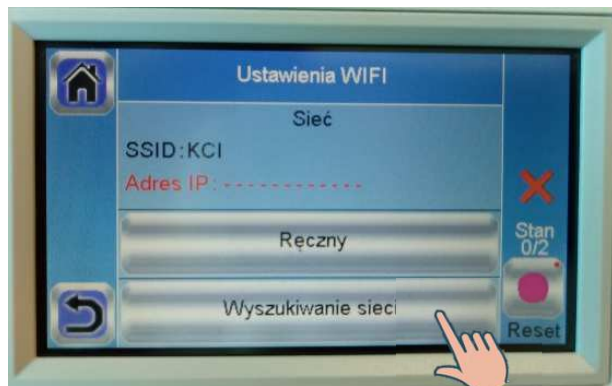 Ustawienia WIFI
Sieć
SSID:KCI
Adres IP:------------
Ręczny
Wyszukiwanie sieci
Stan
0/2
Reset